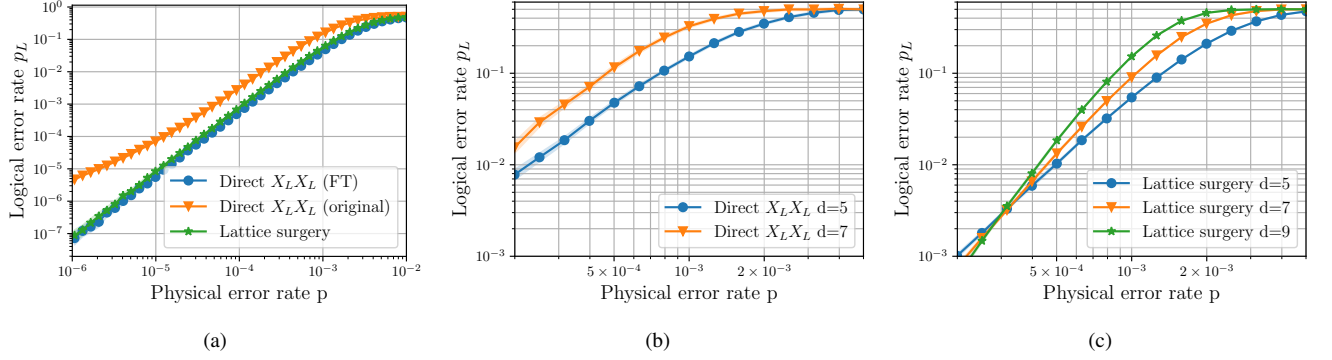 10^0
10^{-1}
10^{-2}
10^{-3}
10^{-4}
10^{-5}
10^{-6}
10^{-7}
Logical error rate p_L
Direct X_L X_L (FT)
Direct X_L X_L (original)
Lattice surgery
10^{-6} 10^{-5} 10^{-4} 10^{-3} 10^{-2}
Physical error rate p
(a)
10^{-1}
10^{-2}
10^{-3}
Logical error rate p_L
Direct X_L X_L d=5
Direct X_L X_L d=7
5 × 10^{-4} 10^{-3} 2 × 10^{-3}
Physical error rate p
(b)
10^{-1}
10^{-2}
10^{-3}
Logical error rate p_L
Lattice surgery d=5
Lattice surgery d=7
Lattice surgery d=9
5 × 10^{-4} 10^{-3} 2 × 10^{-3}
Physical error rate p
(c)